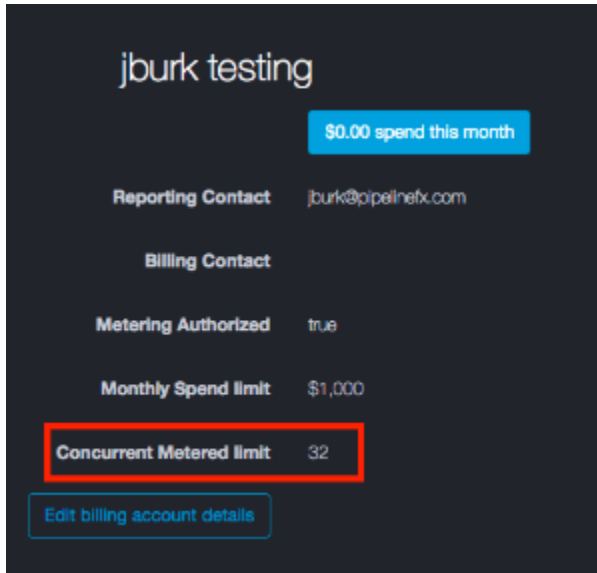 jburk testing
$0.00 spend this month
Reporting Contact jburk@pipelinefx.com
Billing Contact
Metering Authorized true
Monthly Spend limit $1,000
Concurrent Metered limit 32
Edit billing account details